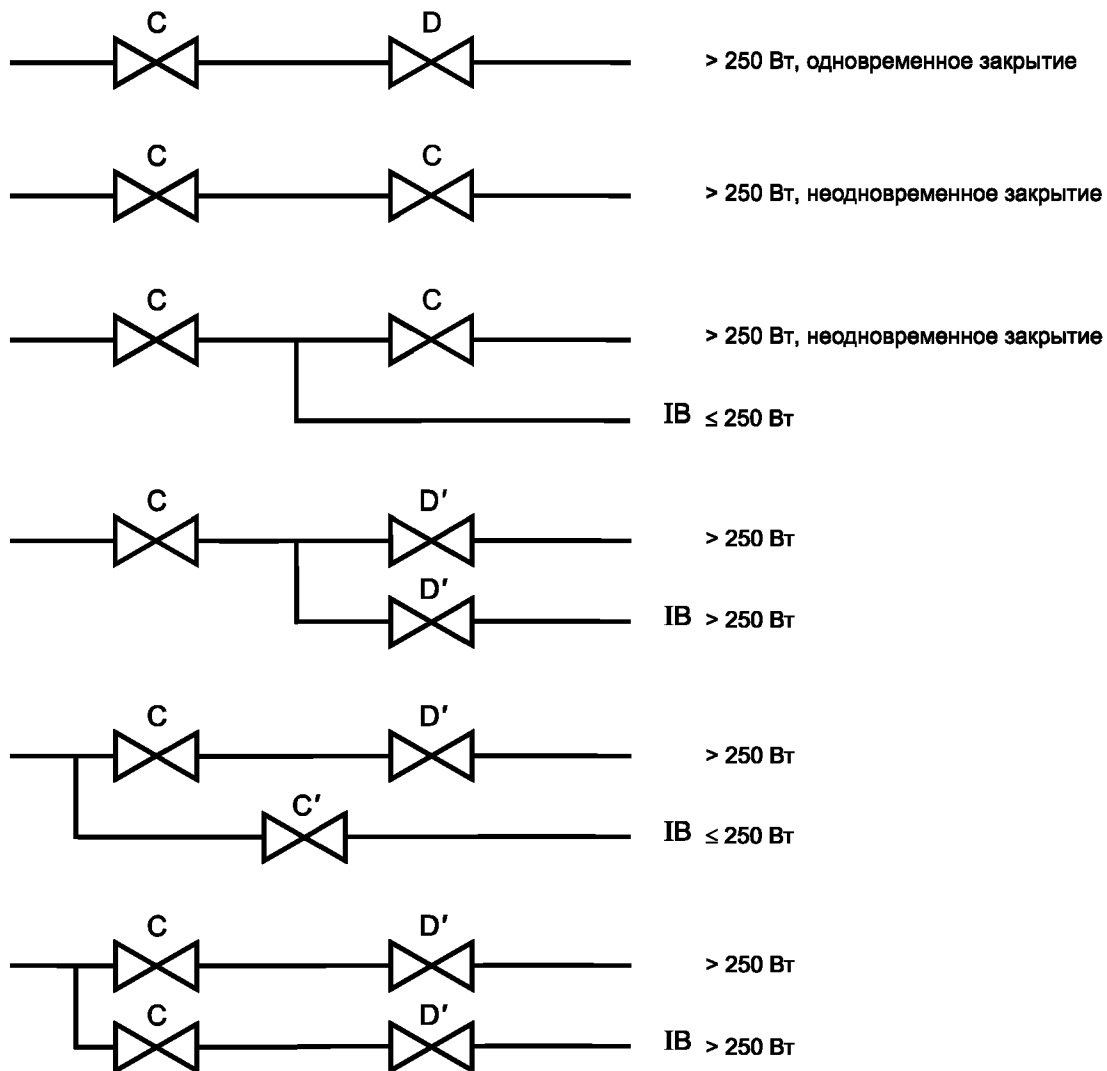 C D
> 250 Вт, одновременное закрытие
C C
> 250 Вт, неодновременное закрытие
C C
> 250 Вт, неодновременное закрытие
IB ≤ 250 Вт
C D′
> 250 Вт
D′
IB > 250 Вт
C D′
> 250 Вт
C′
IB ≤ 250 Вт
C D′
> 250 Вт
C D′
IB > 250 Вт